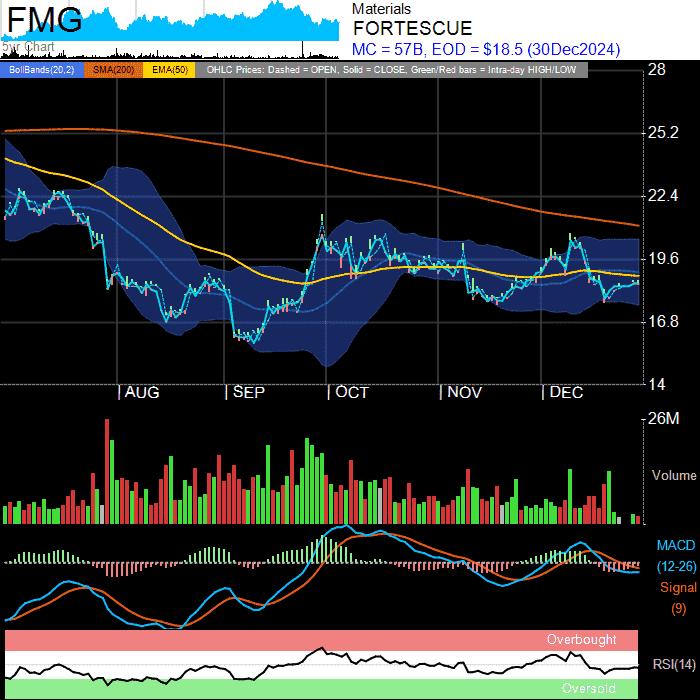 FMG
5yr Chart
Materials
FORTESCUE
MC = 57B, EOD = $18.5 (30Dec2024)
BollBands(20,2) SMA(200) EMA(50) OHLC Prices: Dashed = OPEN, Solid = CLOSE, Green/Red bars = Intra-day HIGH/LOW
28
25.2
22.4
19.6
16.8
14
| AUG | SEP | OCT | NOV | DEC
26M
Volume
MACD
(12-26)
Signal
(9)
Overbought
RSI(14)
Oversold